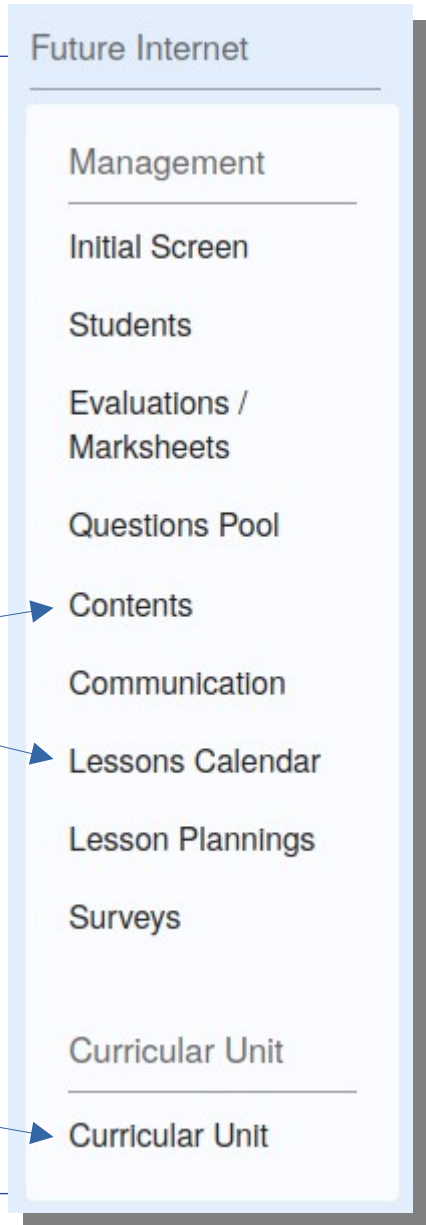 Future Internet
Management
Initial Screen
Students
Evaluations /
Marksheets
Questions Pool
Contents
Communication
Lessons Calendar
Lesson Plannings
Surveys
Curricular Unit
Curricular Unit